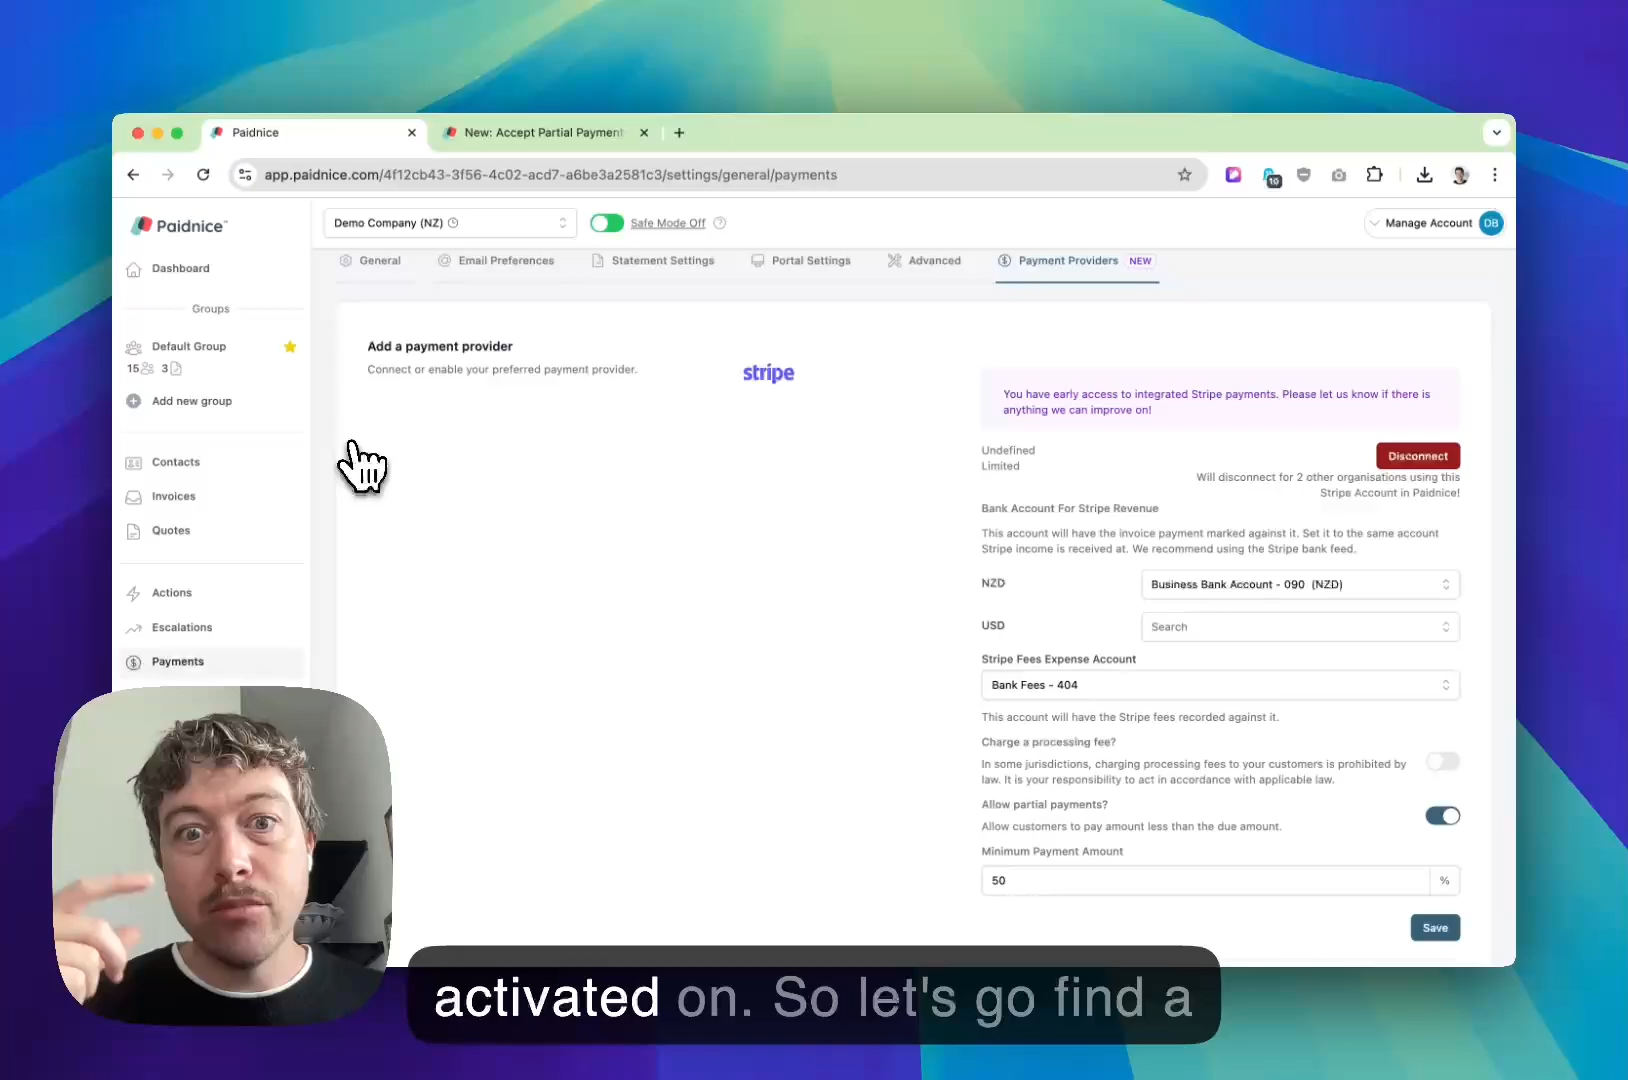 Paidnice
New: Accept Partial Payment
app.paidnice.com/4f12cb43-3f56-4c02-acd7-a6be3a2581c3/settings/general/payments
10
Paidnice™
Demo Company (NZ)
Safe Mode Off
Manage Account
DB
General
Email Preferences
Statement Settings
Portal Settings
Advanced
Payment Providers
NEW
Dashboard
Groups
Default Group
15
3
Add new group
Contacts
Invoices
Quotes
Actions
Escalations
Payments
Add a payment provider
Connect or enable your preferred payment provider.
stripe
You have early access to integrated Stripe payments. Please let us know if there is
anything we can improve on!
Undefined
Limited
Disconnect
Will disconnect for 2 other organisations using this
Stripe Account in Paidnice!
Bank Account For Stripe Revenue
This account will have the invoice payment marked against it. Set it to the same account
Stripe income is received at. We recommend using the Stripe bank feed.
NZD
Business Bank Account - 090 (NZD)
USD
Search
Stripe Fees Expense Account
Bank Fees - 404
This account will have the Stripe fees recorded against it.
Charge a processing fee?
In some jurisdictions, charging processing fees to your customers is prohibited by
law. It is your responsibility to act in accordance with applicable law.
Allow partial payments?
Allow customers to pay amount less than the due amount.
Minimum Payment Amount
50
%
Save
activated on. So let's go find a